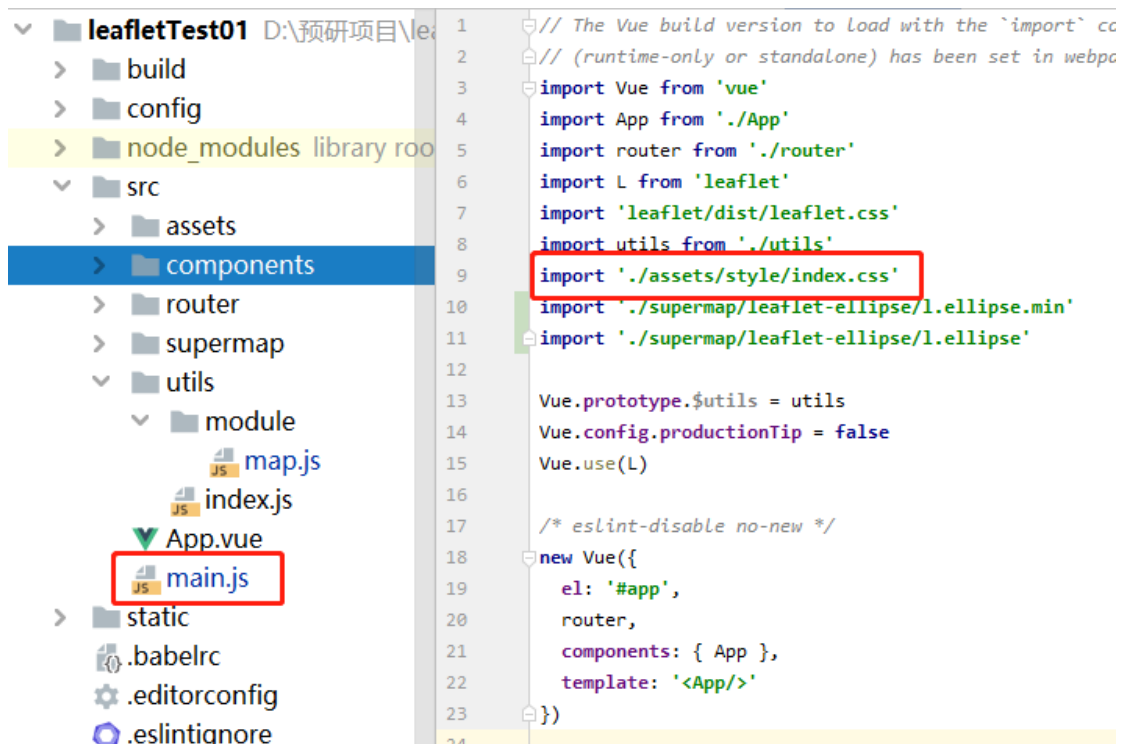 leafletTest01 D:\预研项目\lea
build
config
node_modules library roo
src
assets
components
router
supermap
utils
module
map.js
index.js
App.vue
main.js
static
.babelrc
.editorconfig
.eslintignore
1 // The Vue build version to load with the `import` co
2 // (runtime-only or standalone) has been set in webpa
3 import Vue from 'vue'
4 import App from './App'
5 import router from './router'
6 import L from 'leaflet'
7 import 'leaflet/dist/leaflet.css'
8 import utils from './utils'
9 import './assets/style/index.css'
10 import './supermap/leaflet-ellipse/l.ellipse.min'
11 import './supermap/leaflet-ellipse/l.ellipse'
12
13 Vue.prototype.$utils = utils
14 Vue.config.productionTip = false
15 Vue.use(L)
16
17 /* eslint-disable no-new */
18 new Vue({
19 el: '#app',
20 router,
21 components: { App },
22 template: '<App/>'
23 })
24